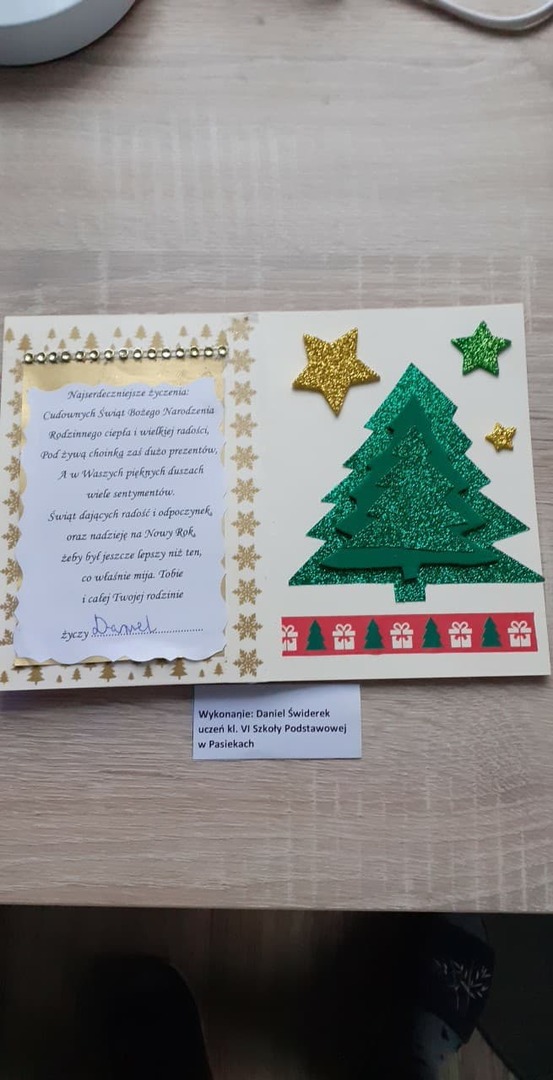 Najserdeczniejsze życzenia:
Cudownych Świąt Bożego Narodzenia
Rodzinnego ciepła i wielkiej radości,
Pod żywą choinką zaś dużo prezentów,
A w Waszych pięknych duszach
wiele sentymentów.
Świąt dających radość i odpoczynek,
oraz nadzieję na Nowy Rok,
żeby był jeszcze lepszy niż ten,
co właśnie mija. Tobie
i całej Twojej rodzinie
życzy Daniel..................
Wykonanie: Daniel Świderek
uczeń kl. VI Szkoły Podstawowej
w Pasiekach